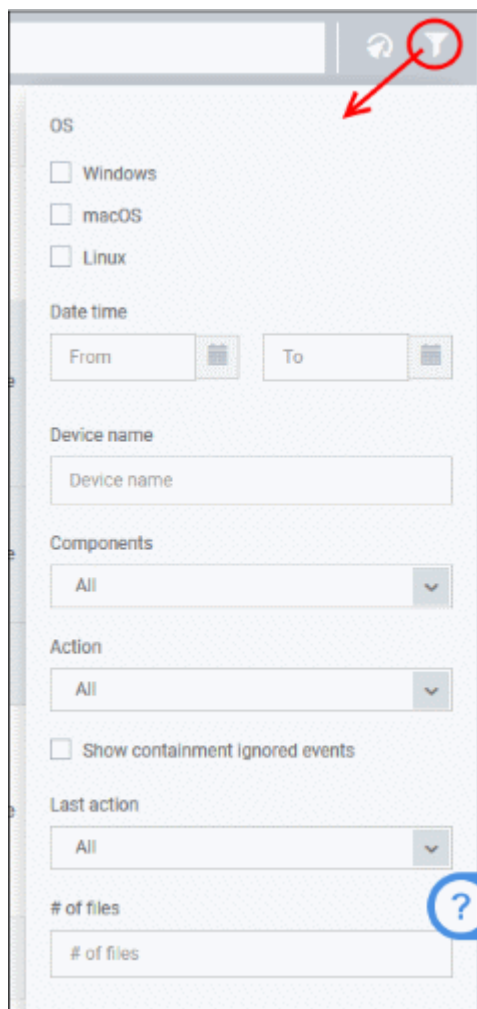 OS
Windows
macOS
Linux
Date time
From To
Device name
Device name
Components
All
Action
All
Show containment ignored events
Last action
All
# of files
# of files
?